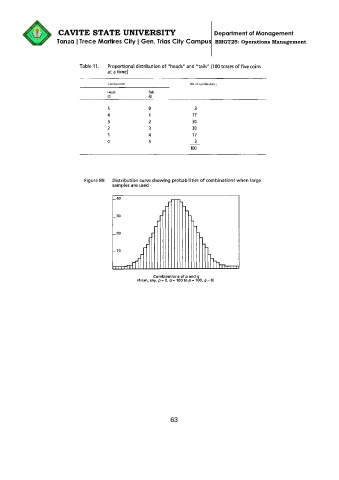 CAVITE STATE UNIVERSITY Department of Management
Tanza | Trece Martires City | Gen. Trias City Campus BMGT25: Operations Management
Table 11. Proportional distribution of "heads" and "tails" (100 tosses of five coins
at a time)
Combination No. of combinations
Heads Tails
5 0 3
4 1 17
3 2 30
2 3 30
1 4 17
0 5 3
100
Figure 99: Distribution curve showing probabilities of combinations when large
samples are used
40
30
20
10
Combinations of p and q
(from, say, p = 0, q = 100 to p = 100, q = 0)
63